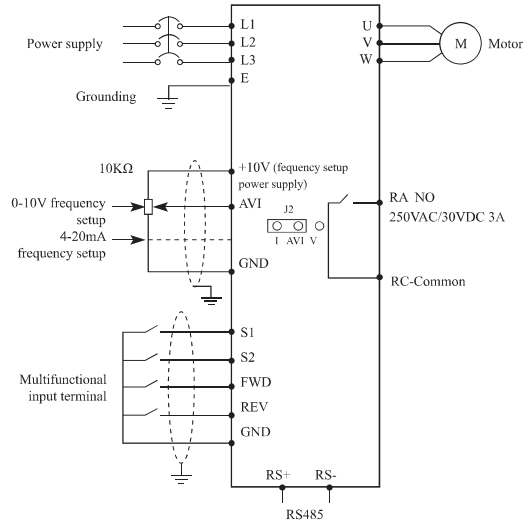 Power supply
L1
L2
L3
E
Grounding
U
V
W
M
Motor
10KΩ
+10V (fequency setup
power supply)
0-10V frequency
setup
AVI
4-20mA
frequency setup
GND
J2
I AVI V
RA NO
250VAC/30VDC 3A
RC-Common
Multifunctional
input terminal
S1
S2
FWD
REV
GND
RS+
RS-
RS485